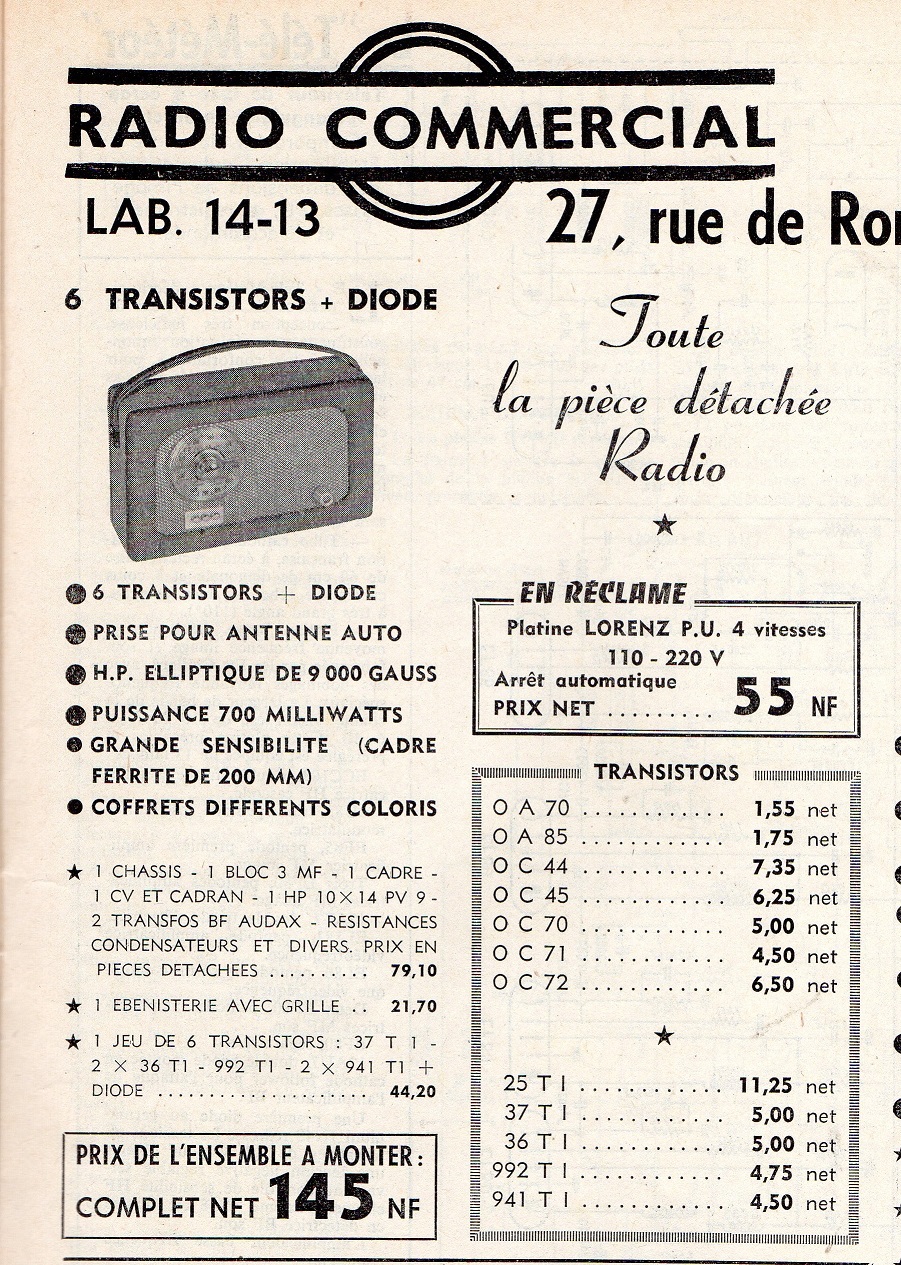 RADIO COMMERCIAL
LAB. 14-13
27, rue de
6 TRANSISTORS + DIODE
● 6 TRANSISTORS + DIODE
● PRISE POUR ANTENNE AUTO
● H.P. ELLIPTIQUE DE 9 000 GAUSS
● PUISSANCE 700 MILLIWATTS
● GRANDE SENSIBILITE (CADRE
FERRITE DE 200 MM)
● COFFRETS DIFFERENTS COLORIS
★ 1 CHASSIS - 1 BLOC 3 MF - 1 CADRE -
1 CV ET CADRAN - 1 HP 10×14 PV 9 -
2 TRANSFOS BF AUDAX - RESISTANCES
CONDENSATEURS ET DIVERS. PRIX EN
PIECES DETACHEES .......... 79,10
★ 1 EBENISTERIE AVEC GRILLE .. 21,70
★ 1 JEU DE 6 TRANSISTORS : 37 T 1 -
2 × 36 T1 - 992 T1 - 2 × 941 T1 +
DIODE ..................... 44,20
PRIX DE L'ENSEMBLE A MONTER :
COMPLET NET 145 NF
Toute
la pièce détachée
Radio
★
EN RÉCLAME
Platine LORENZ P.U. 4 vitesses
110 - 220 V
Arrêt automatique
PRIX NET ......... 55 NF
TRANSISTORS
O A 70 ............ 1,55 net
O A 85 ............ 1,75 net
O C 44 ............ 7,35 net
O C 45 ............ 6,25 net
O C 70 ............ 5,00 net
O C 71 ............ 4,50 net
O C 72 ............ 6,50 net
★
25 T 1 ............ 11,25 net
37 T 1 ............ 5,00 net
36 T 1 ............ 5,00 net
992 T 1 ............ 4,75 net
941 T 1 ............ 4,50 net